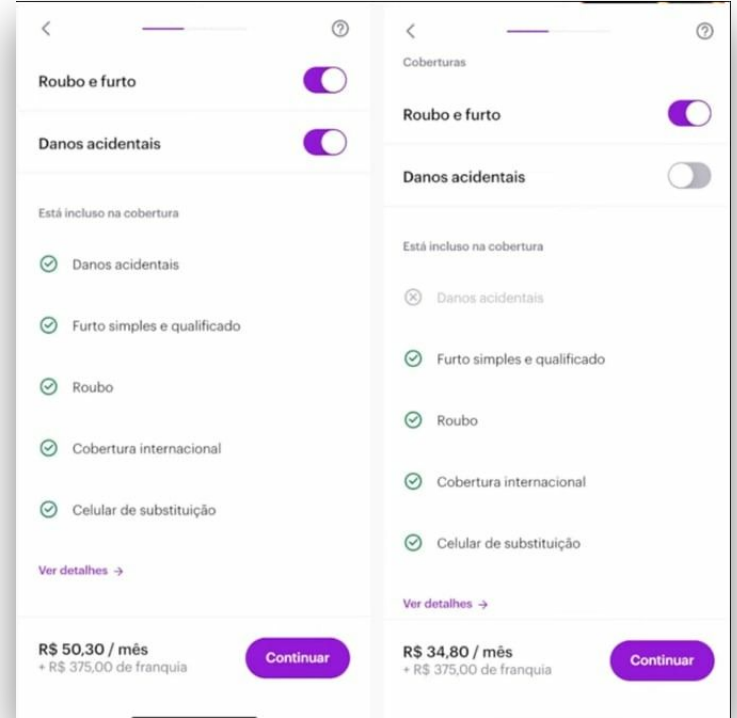 Roubo e furto
Danos acidentais
Está incluso na cobertura
Danos acidentais
Furto simples e qualificado
Roubo
Cobertura internacional
Celular de substituição
Ver detalhes →
R$ 50,30 / mês
+ R$ 375,00 de franquia
Continuar
Coberturas
Roubo e furto
Danos acidentais
Está incluso na cobertura
Danos acidentais
Furto simples e qualificado
Roubo
Cobertura internacional
Celular de substituição
Ver detalhes →
R$ 34,80 / mês
+ R$ 375,00 de franquia
Continuar